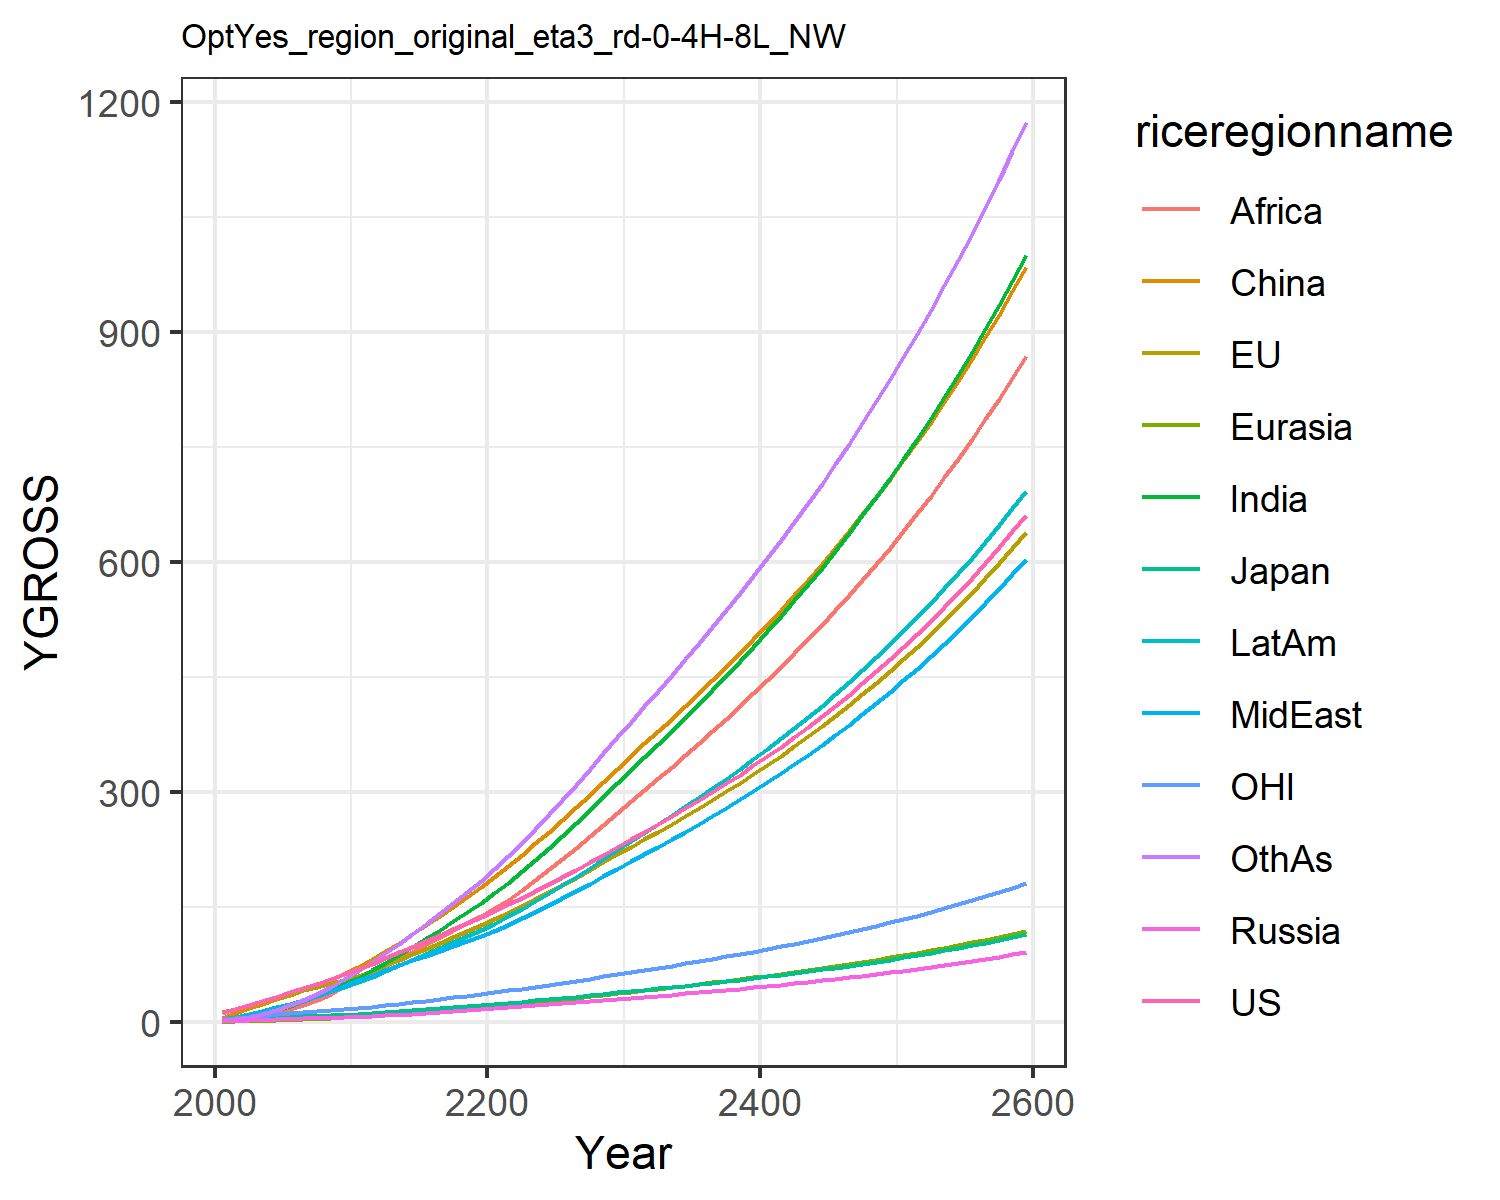 OptYes_region_original_eta3_rd-0-4H-8L_NW
1200
900
600
300
0
YGROSS
2000
2200
2400
2600
Year
riceregionname
Africa
China
EU
Eurasia
India
Japan
LatAm
MidEast
OHI
OthAs
Russia
US